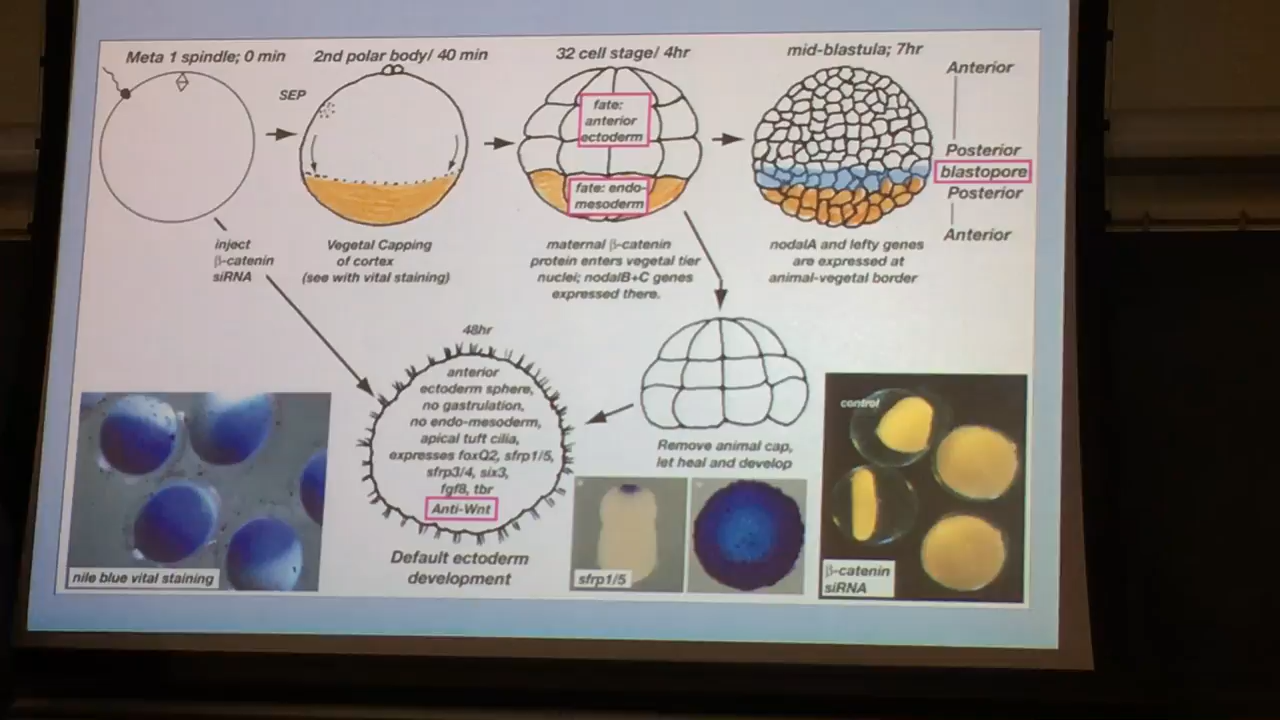 Meta 1 spindle; 0 min
2nd polar body/ 40 min
32 cell stage/ 4hr
mid-blastula; 7hr
SEP
fate:
anterior
ectoderm
fate: endo-
mesoderm
Anterior
Posterior
blastopore
Posterior
Anterior
inject
β-catenin
siRNA
Vegetal Capping
of cortex
(see with vital staining)
maternal β-catenin
protein enters vegetal tier
nuclei; nodalB+C genes
expressed there.
nodalA and lefty genes
are expressed at
animal-vegetal border
48hr
anterior
ectoderm sphere,
no gastrulation,
no endo-mesoderm,
apical tuft cilia,
expresses foxQ2, sfrp1/5,
sfrp3/4, six3,
fgf8, tbr
Anti-Wnt
Default ectoderm
development
Remove animal cap,
let heal and develop
nile blue vital staining
sfrp1/5
control
β-catenin
siRNA